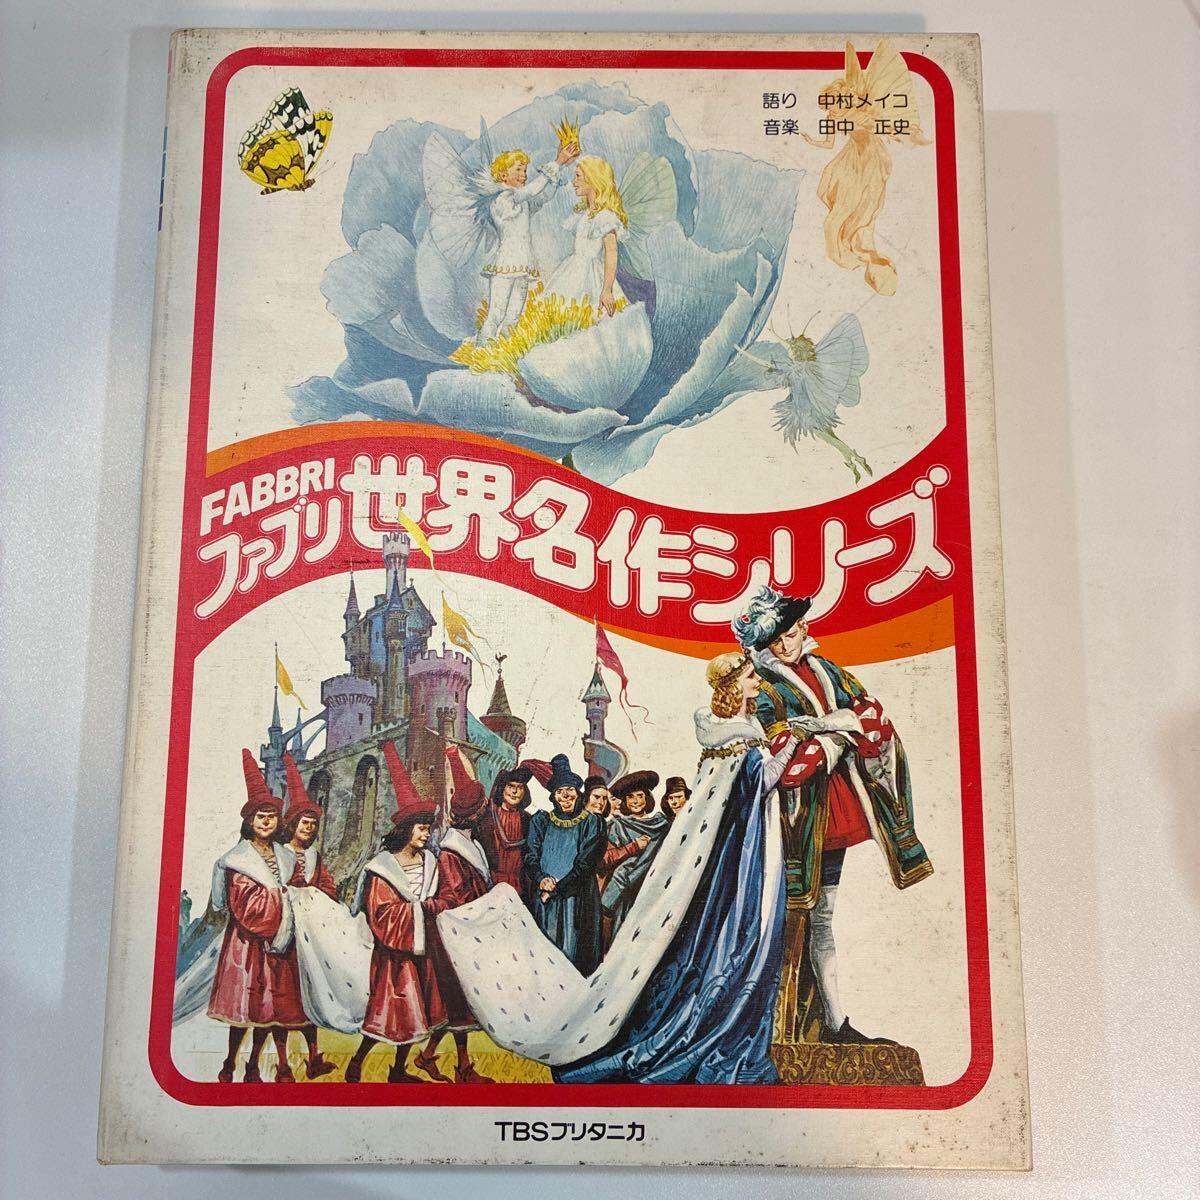 語り 中村メイコ
音楽 田中 正史
FABBRI
ファブリ世界名作シリーズ
TBSブリタニカ